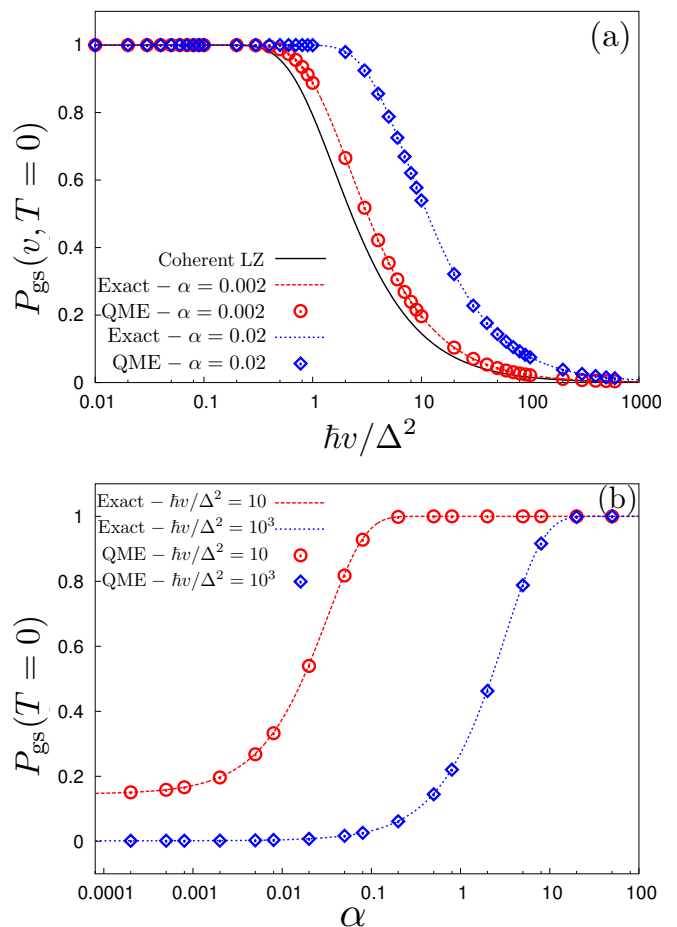 (a)
P_gs(v, T = 0)
1
0.8
0.6
0.4
0.2
0
Coherent LZ
Exact − α = 0.002
QME − α = 0.002
Exact − α = 0.02
QME − α = 0.02
0.01 0.1 1 10 100 1000
ħv/Δ²
(b)
P_gs(T = 0)
1
0.8
0.6
0.4
0.2
0
Exact − ħv/Δ² = 10
Exact − ħv/Δ² = 10³
QME − ħv/Δ² = 10
QME − ħv/Δ² = 10³
0.0001 0.001 0.01 0.1 1 10 100
α